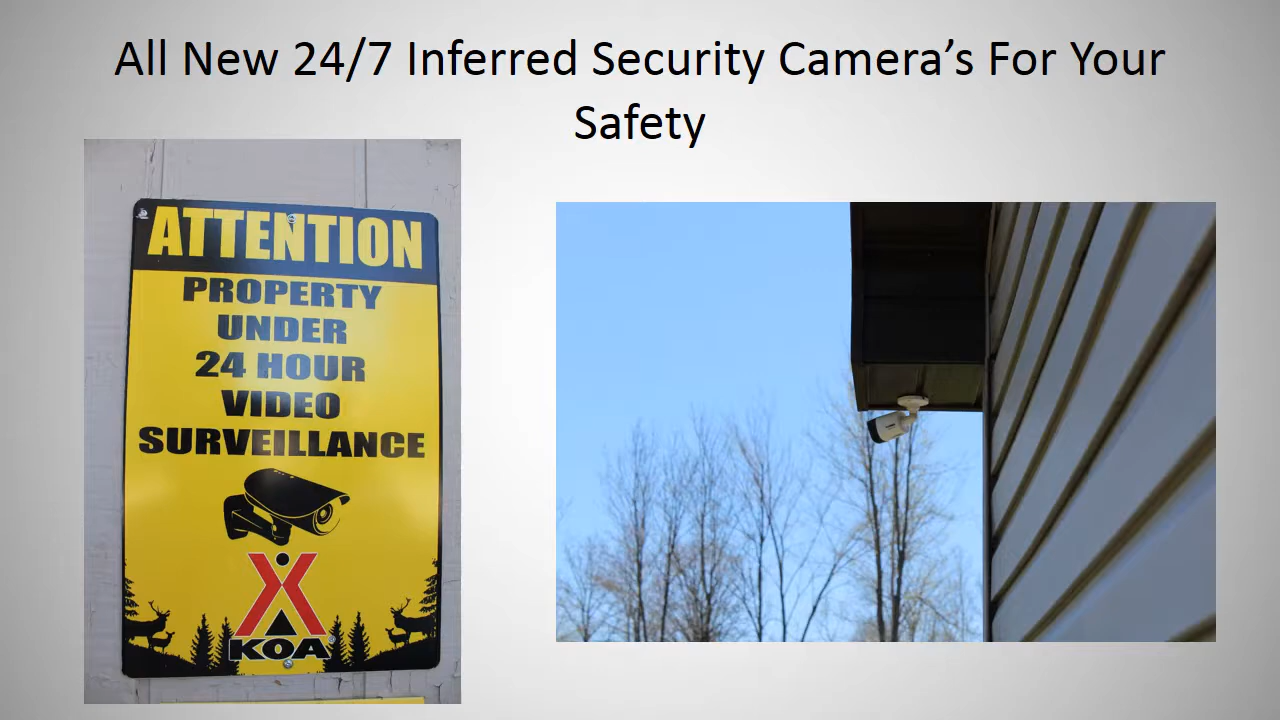 All New 24/7 Inferred Security Camera’s For Your
Safety
ATTENTION
PROPERTY
UNDER
24 HOUR
VIDEO
SURVEILLANCE
KOA